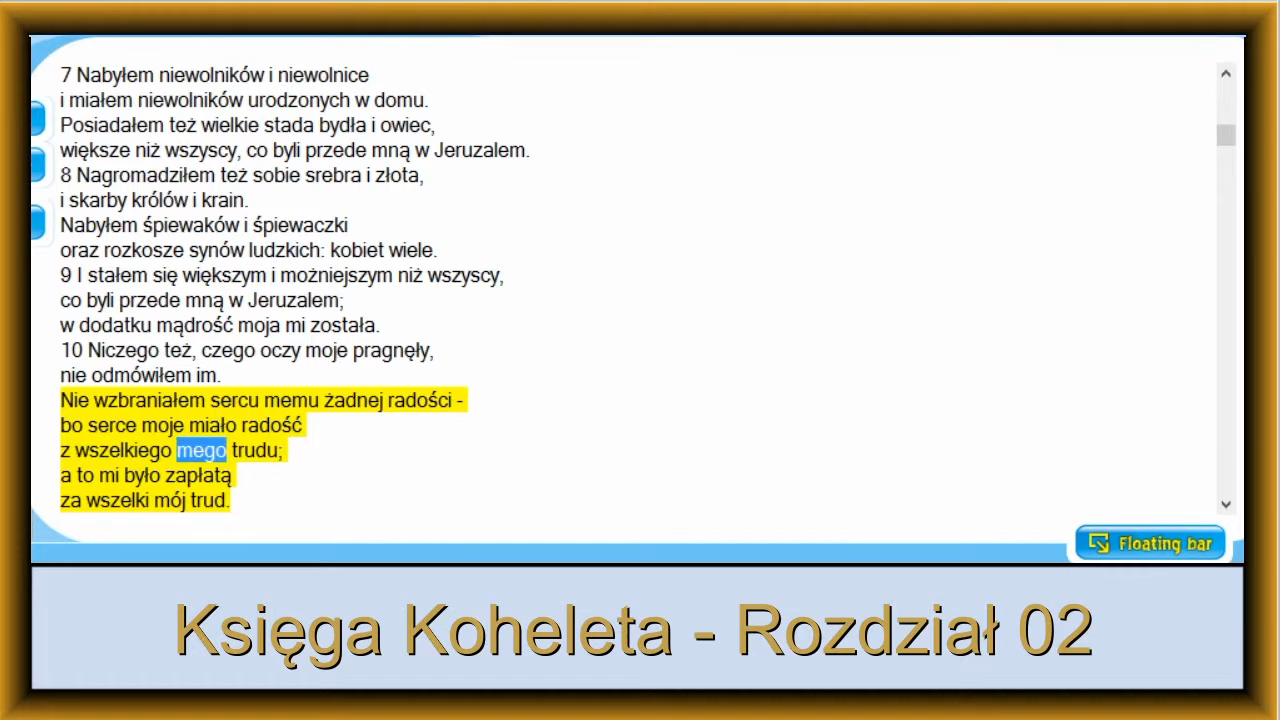 7 Nabyłem niewolników i niewolnice
i miałem niewolników urodzonych w domu.
Posiadałem też wielkie stada bydła i owiec,
większe niż wszyscy, co byli przede mną w Jeruzalem.
8 Nagromadziłem też sobie srebra i złota,
i skarby królów i krain.
Nabyłem śpiewaków i śpiewaczki
oraz rozkosze synów ludzkich: kobiet wiele.
9 I stałem się większym i możniejszym niż wszyscy,
co byli przede mną w Jeruzalem;
w dodatku mądrość moja mi została.
10 Niczego też, czego oczy moje pragnęły,
nie odmówiłem im.
Nie wzbraniałem sercu memu żadnej radości -
bo serce moje miało radość
z wszelkiego mego trudu;
a to mi było zapłatą
za wszelki mój trud.
Floating bar
Księga Koheleta - Rozdział 02